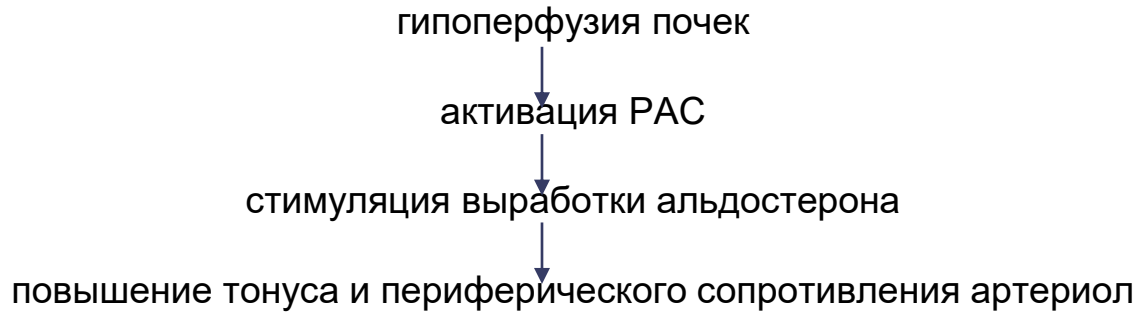 гипоперфузия почек
активация РАС
стимуляция выработки альдостерона
повышение тонуса и периферического сопротивления артериол